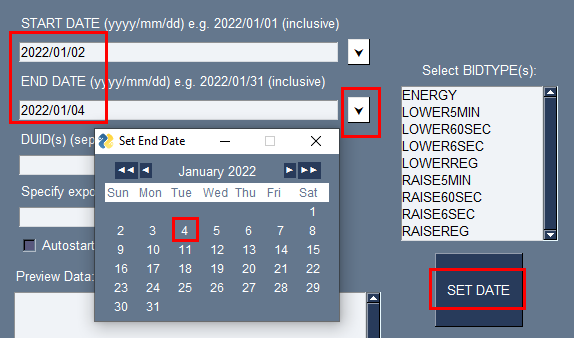 START DATE (yyyy/mm/dd) e.g. 2022/01/01 (inclusive)
2022/01/02
END DATE (yyyy/mm/dd) e.g. 2022/01/31 (inclusive)
2022/01/04
Select BIDTYPE(s):
ENERGY
LOWER5MIN
LOWER60SEC
LOWER6SEC
LOWERREG
RAISE5MIN
RAISE60SEC
RAISE6SEC
RAISEREG
DUID(s) (sep
Specify expo
Autostart
Preview Data:
Set End Date
January 2022
Sun Mon Tue Wed Thu Fri Sat
1
2 3 4 5 6 7 8
9 10 11 12 13 14 15
16 17 18 19 20 21 22
23 24 25 26 27 28 29
30 31
SET DATE